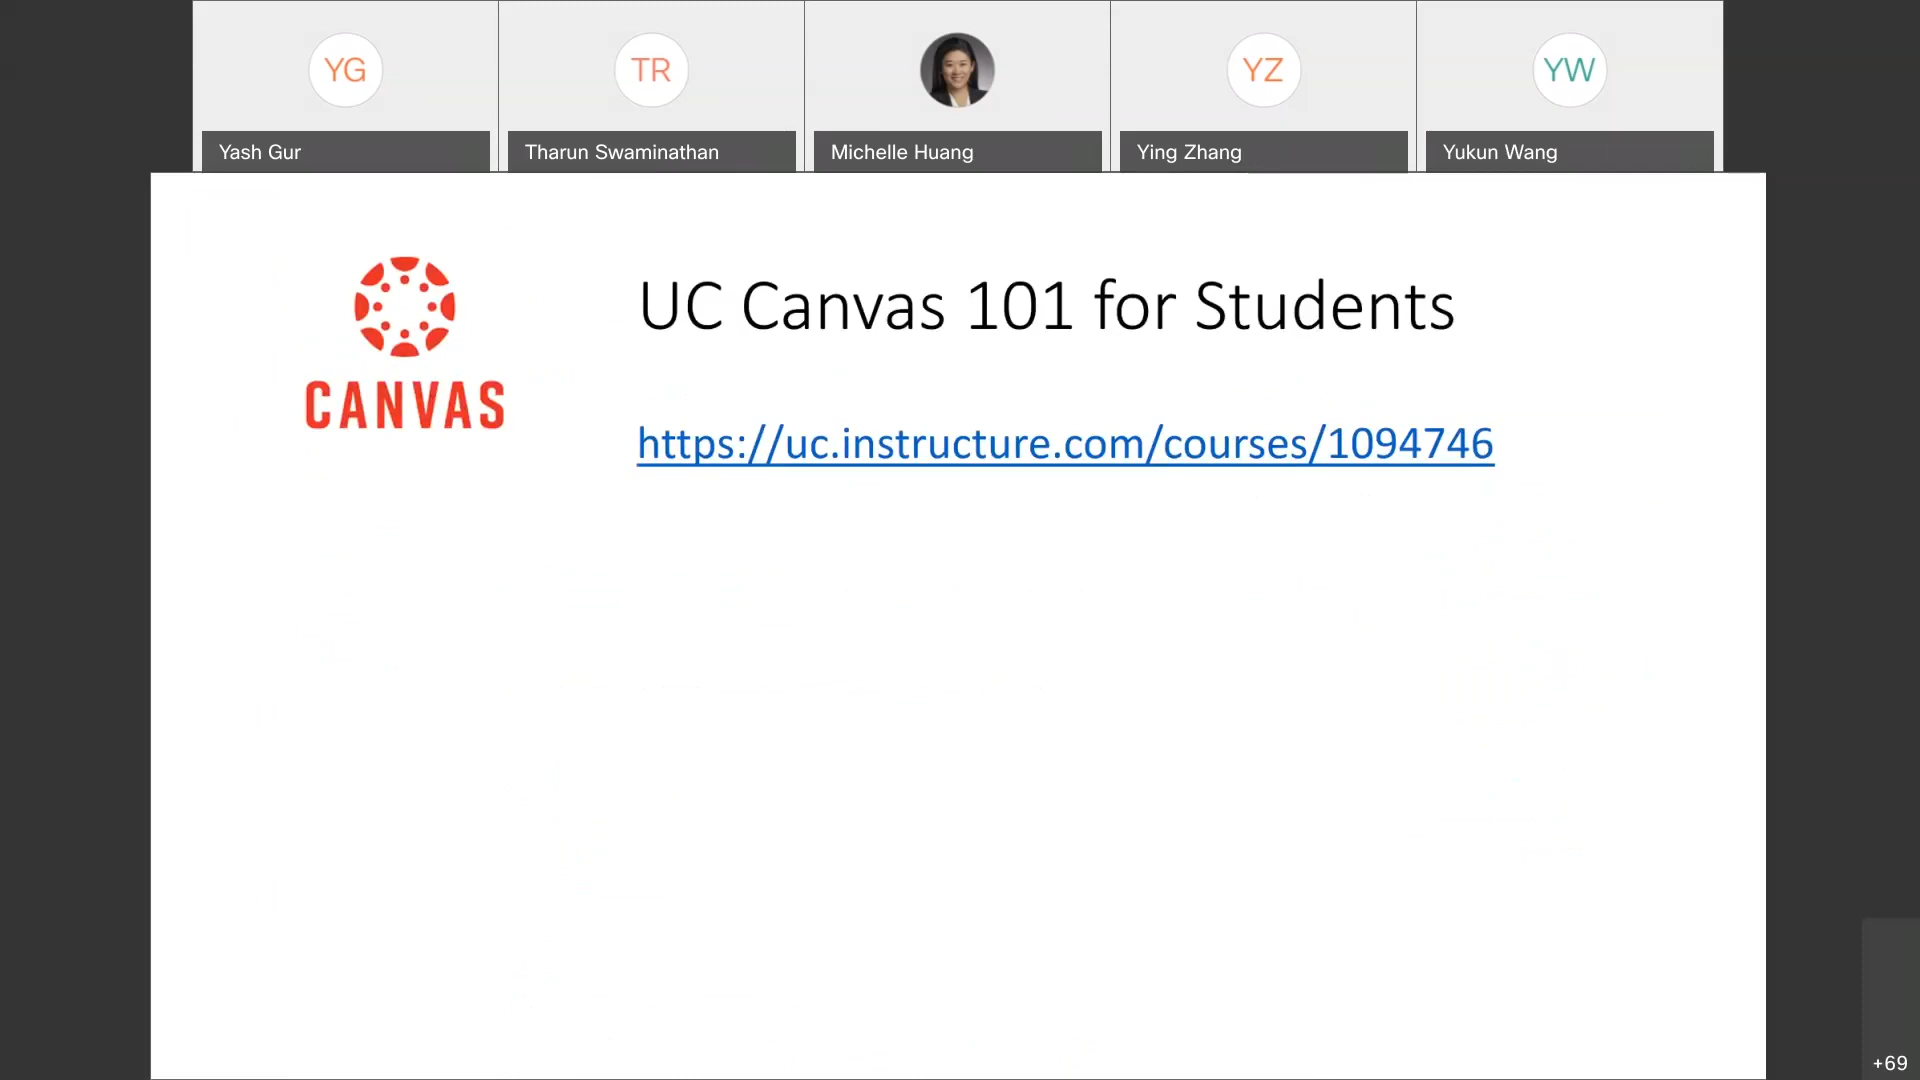 YG
TR
YZ
YW
Yash Gur
Tharun Swaminathan
Michelle Huang
Ying Zhang
Yukun Wang
CANVAS
UC Canvas 101 for Students
https://uc.instructure.com/courses/1094746
+69